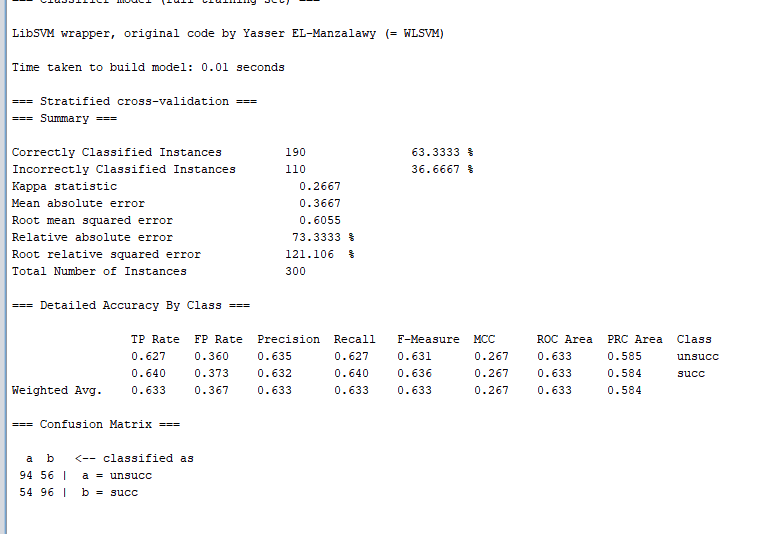 === Classifier model (full training set) ===
LibSVM wrapper, original code by Yasser EL-Manzalawy (= WLSVM)
Time taken to build model: 0.01 seconds
=== Stratified cross-validation ===
=== Summary ===
Correctly Classified Instances 190 63.3333 %
Incorrectly Classified Instances 110 36.6667 %
Kappa statistic 0.2667
Mean absolute error 0.3667
Root mean squared error 0.6055
Relative absolute error 73.3333 %
Root relative squared error 121.106 %
Total Number of Instances 300
=== Detailed Accuracy By Class ===
TP Rate FP Rate Precision Recall F-Measure MCC ROC Area PRC Area Class
0.627 0.360 0.635 0.627 0.631 0.267 0.633 0.585 unsucc
0.640 0.373 0.632 0.640 0.636 0.267 0.633 0.584 succ
Weighted Avg. 0.633 0.367 0.633 0.633 0.633 0.267 0.633 0.584
=== Confusion Matrix ===
a b <-- classified as
94 56 | a = unsucc
54 96 | b = succ